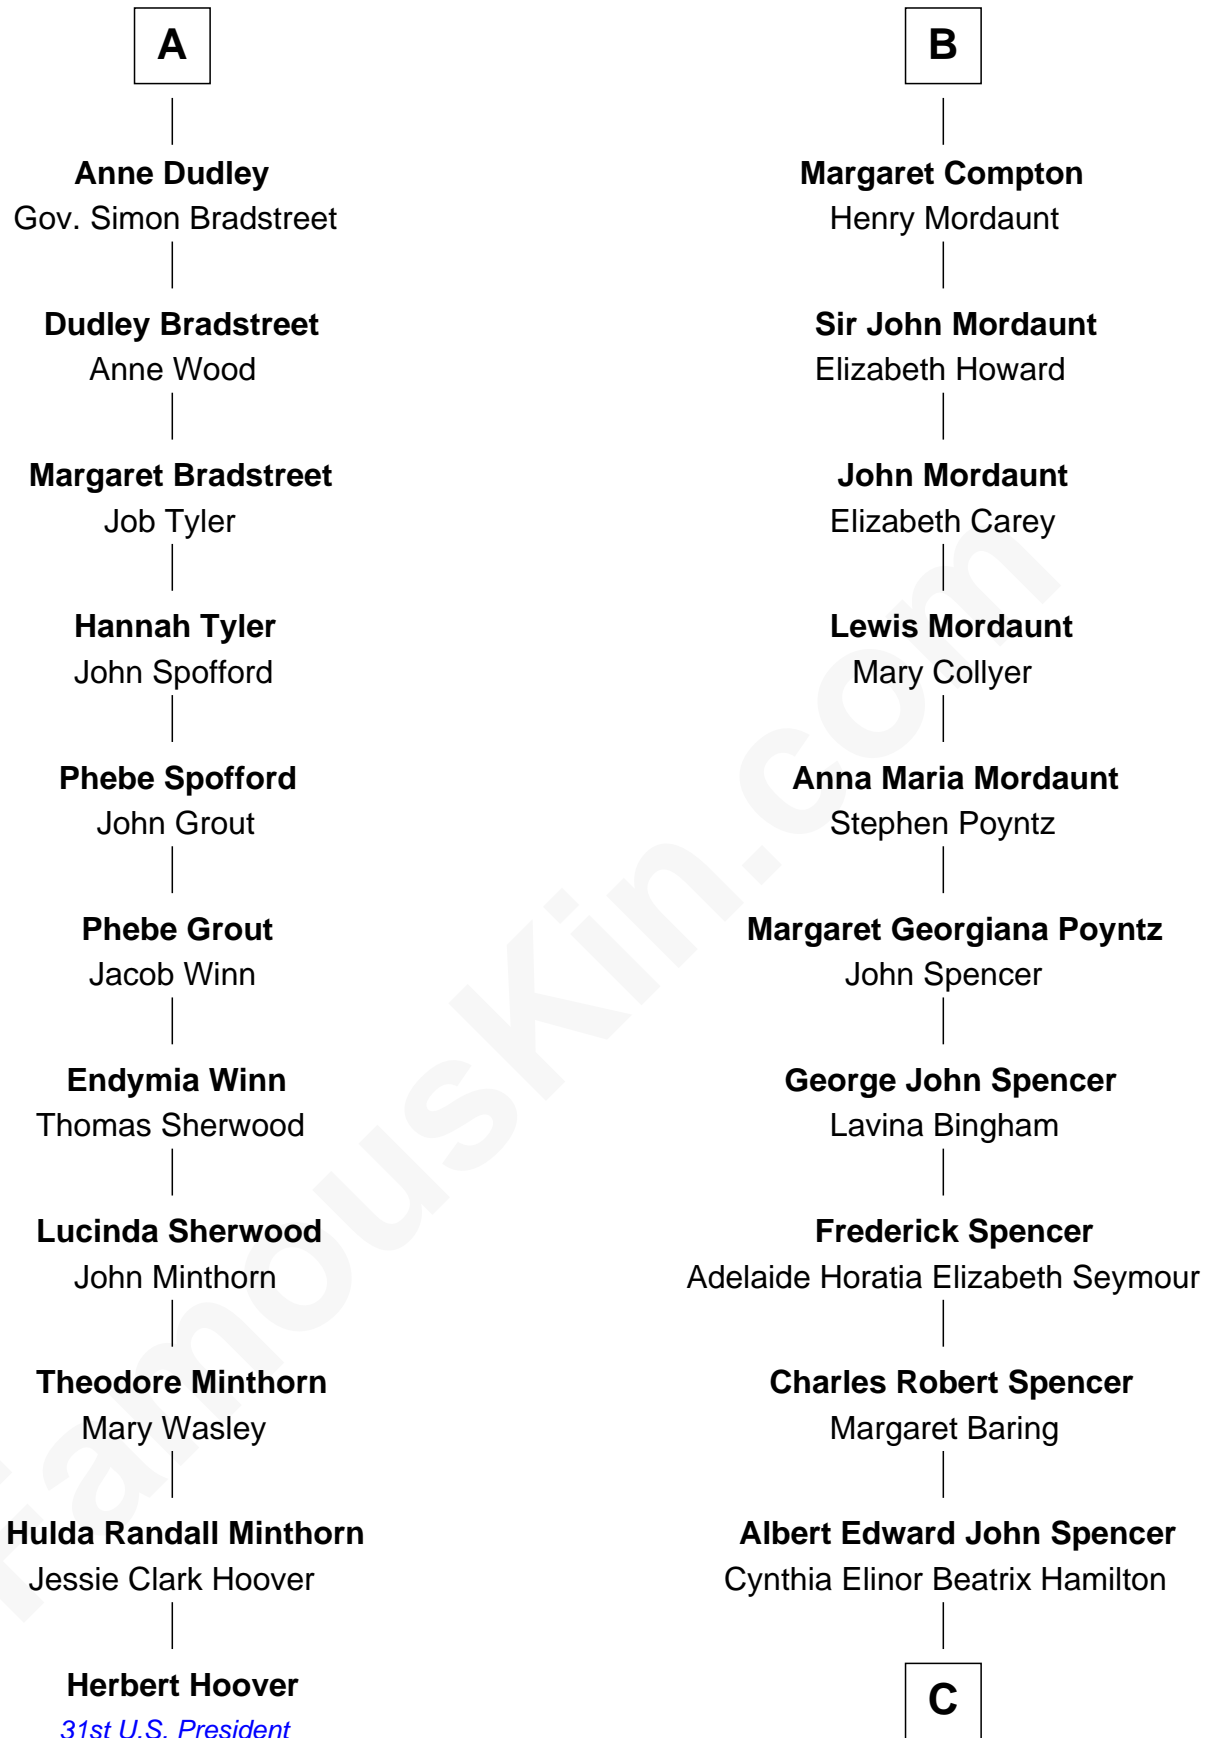 A
Anne Dudley
Gov. Simon Bradstreet
Dudley Bradstreet
Anne Wood
Margaret Bradstreet
Job Tyler
Hannah Tyler
John Spofford
Phebe Spofford
John Grout
Phebe Grout
Jacob Winn
Endymia Winn
Thomas Sherwood
Lucinda Sherwood
John Minthorn
Theodore Minthorn
Mary Wasley
Hulda Randall Minthorn
Jessie Clark Hoover
Herbert Hoover
31st U.S. President
B
Margaret Compton
Henry Mordaunt
Sir John Mordaunt
Elizabeth Howard
John Mordaunt
Elizabeth Carey
Lewis Mordaunt
Mary Collyer
Anna Maria Mordaunt
Stephen Poyntz
Margaret Georgiana Poyntz
John Spencer
George John Spencer
Lavina Bingham
Frederick Spencer
Adelaide Horatia Elizabeth Seymour
Charles Robert Spencer
Margaret Baring
Albert Edward John Spencer
Cynthia Elinor Beatrix Hamilton
C
FamousKin.com